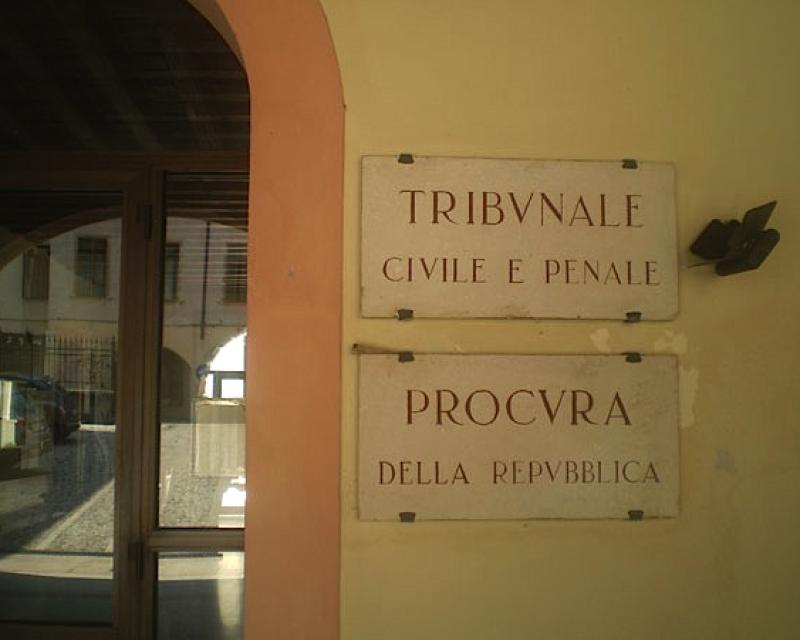 TRIBVNALE
CIVILE E PENALE
PROCVRA
DELLA REPVBBLICA